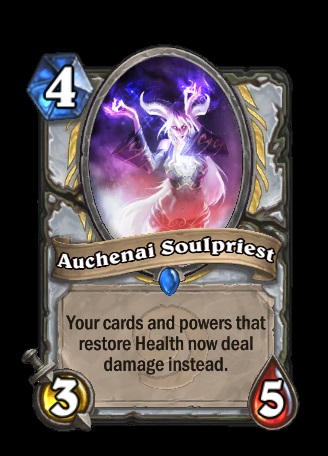 4
Auchenai Soulpriest
Your cards and powers that
restore Health now deal
damage instead.
3
5